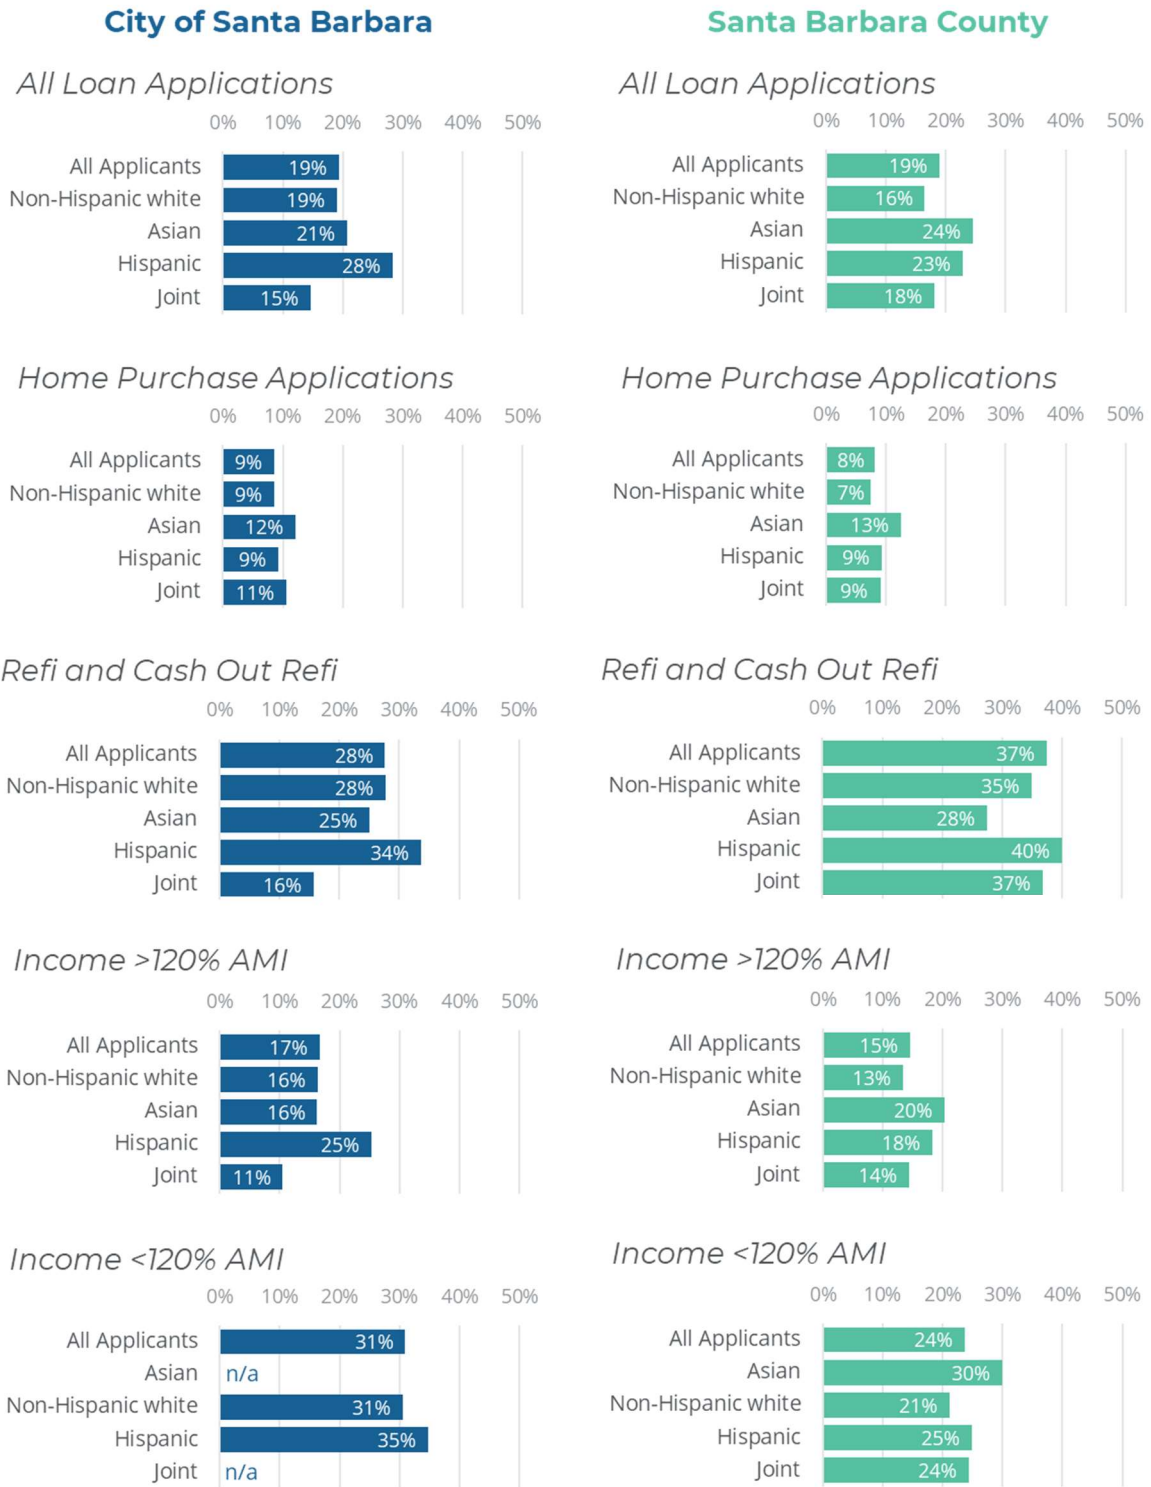 City of Santa Barbara
All Loan Applications
0% 10% 20% 30% 40% 50%
All Applicants 19%
Non-Hispanic white 19%
Asian 21%
Hispanic 28%
Joint 15%
Home Purchase Applications
0% 10% 20% 30% 40% 50%
All Applicants 9%
Non-Hispanic white 9%
Asian 12%
Hispanic 9%
Joint 11%
Refi and Cash Out Refi
0% 10% 20% 30% 40% 50%
All Applicants 28%
Non-Hispanic white 28%
Asian 25%
Hispanic 34%
Joint 16%
Income >120% AMI
0% 10% 20% 30% 40% 50%
All Applicants 17%
Non-Hispanic white 16%
Asian 16%
Hispanic 25%
Joint 11%
Income <120% AMI
0% 10% 20% 30% 40% 50%
All Applicants 31%
Asian n/a
Non-Hispanic white 31%
Hispanic 35%
Joint n/a
Santa Barbara County
All Loan Applications
0% 10% 20% 30% 40% 50%
All Applicants 19%
Non-Hispanic white 16%
Asian 24%
Hispanic 23%
Joint 18%
Home Purchase Applications
0% 10% 20% 30% 40% 50%
All Applicants 8%
Non-Hispanic white 7%
Asian 13%
Hispanic 9%
Joint 9%
Refi and Cash Out Refi
0% 10% 20% 30% 40% 50%
All Applicants 37%
Non-Hispanic white 35%
Asian 28%
Hispanic 40%
Joint 37%
Income >120% AMI
0% 10% 20% 30% 40% 50%
All Applicants 15%
Non-Hispanic white 13%
Asian 20%
Hispanic 18%
Joint 14%
Income <120% AMI
0% 10% 20% 30% 40% 50%
All Applicants 24%
Asian 30%
Non-Hispanic white 21%
Hispanic 25%
Joint 24%